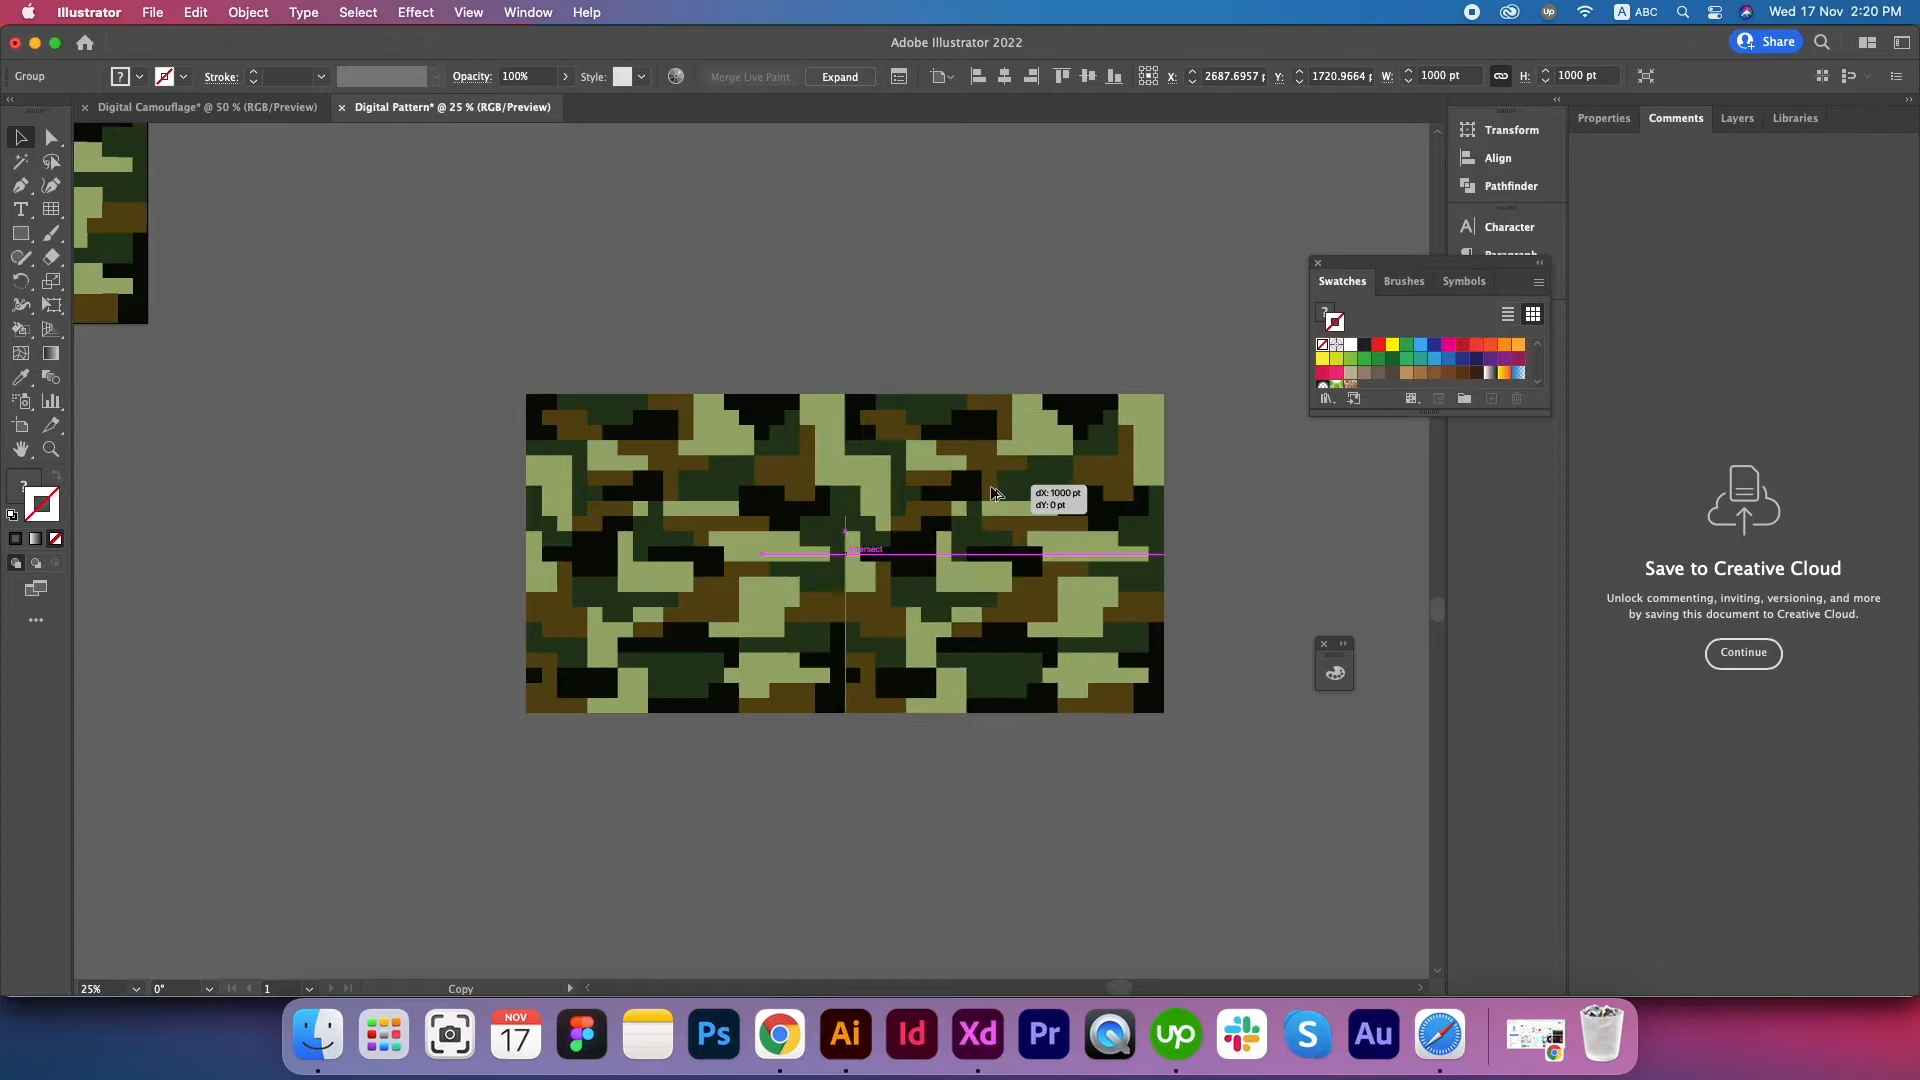 Illustrator File Edit Object Type Select Effect View Window Help
Up A ABC Wed 17 Nov 2:20 PM
Adobe Illustrator 2022
Share
Group ? Stroke: Opacity: 100% Style: Merge Live Paint Expand X: 2687.6957 Y: 1720.9664 W: 1000 pt H: 1000 pt
Digital Camouflage* @ 50 % (RGB/Preview)
Digital Pattern* @ 25 % (RGB/Preview)
Transform
Align
Pathfinder
Character
Properties Comments Layers Libraries
Swatches Brushes Symbols
?
dX: 1000 pt
dY: 0 pt
?
Save to Creative Cloud
Unlock commenting, inviting, versioning, and more
by saving this document to Creative Cloud.
Continue
25% 0° 1 Copy
NOV
17
Ps
Ai
Id
Xd
Pr
up
S
Au